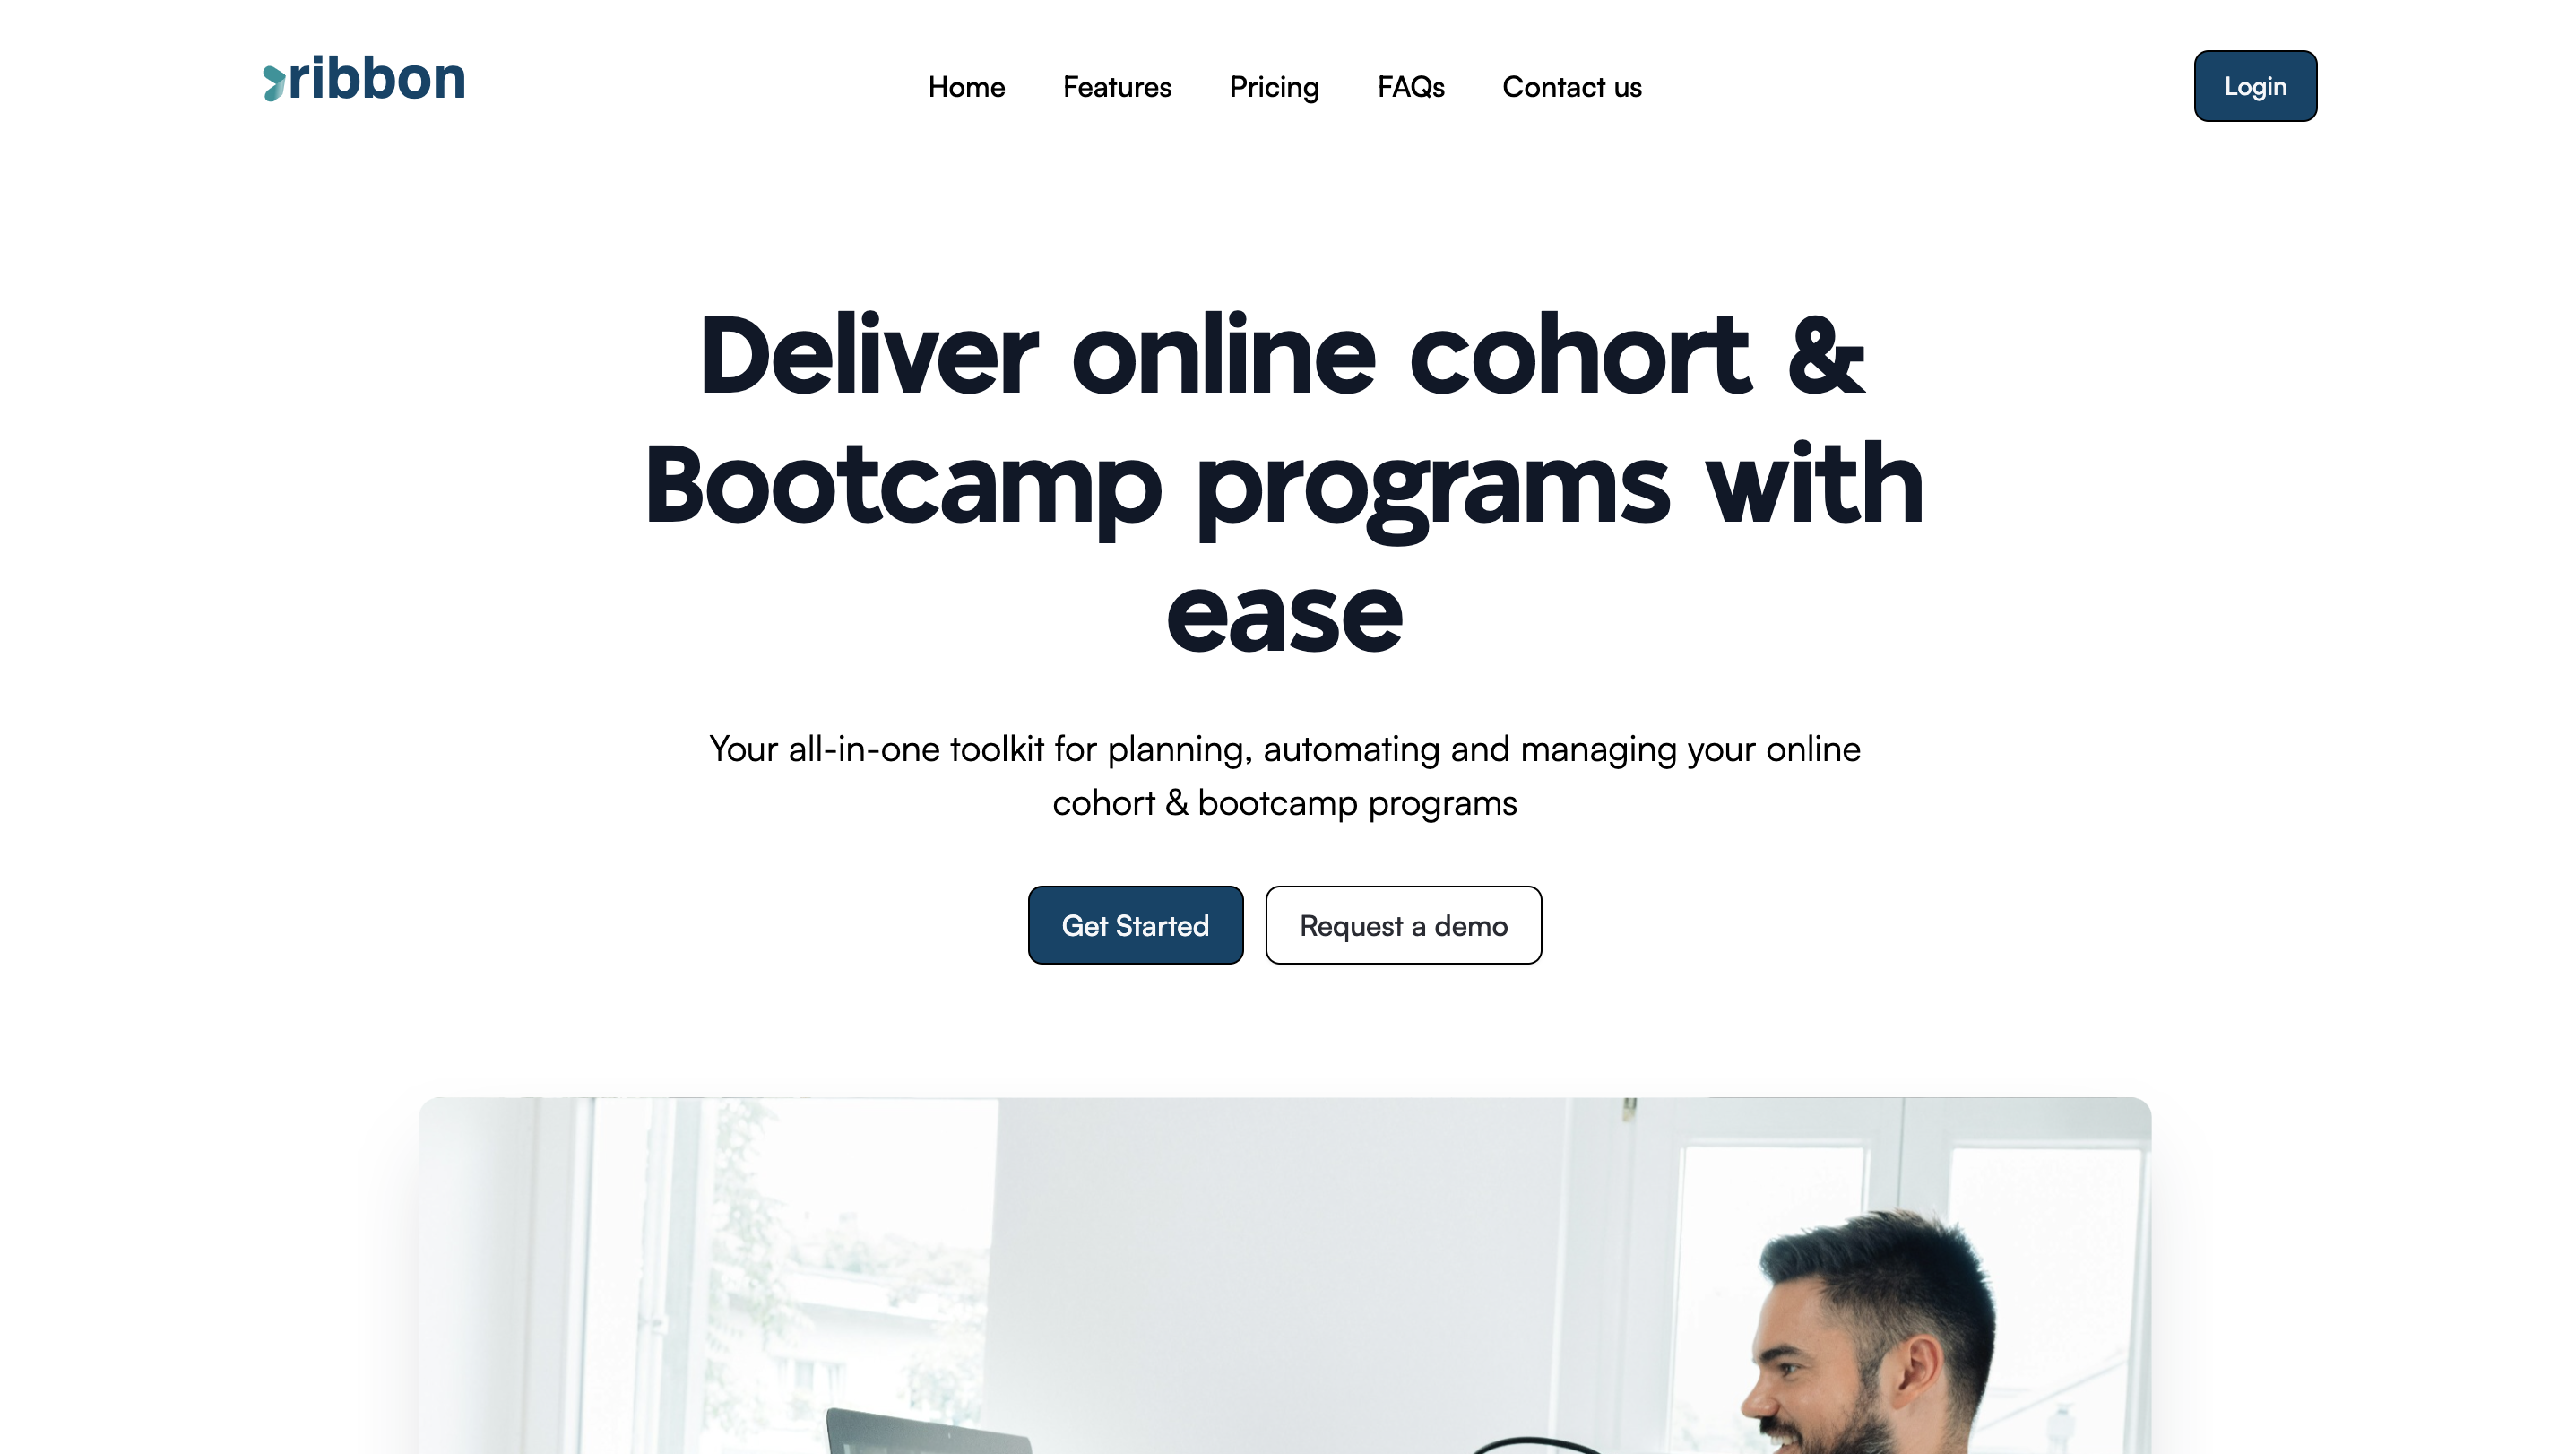 ribbon
Home
Features
Pricing
FAQs
Contact us
Login
Deliver online cohort &
Bootcamp programs with
ease
Your all-in-one toolkit for planning, automating and managing your online
cohort & bootcamp programs
Get Started
Request a demo